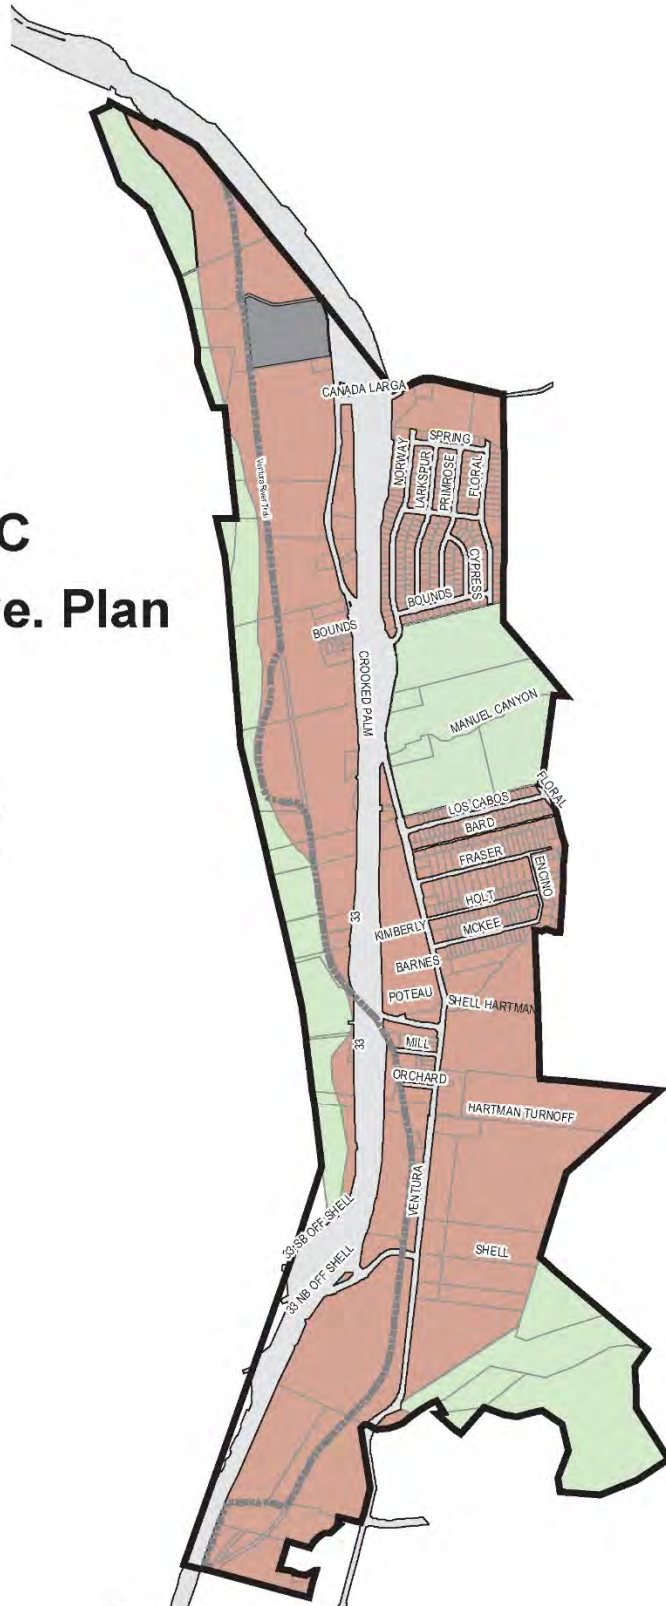 CANADA LARGA
SPRING
NORWAY
LARKSPUR
PRIMROSE
FLORAL
Ventura River Trail
C
e. Plan
CYPRESS
BOUNDS
BOUNDS
CROOKED PALM
MANUEL CANYON
FLORAL
LOS CABOS
BARD
FRASER
ENCINO
HOLT
33
KIMBERLY
MCKEE
BARNES
POTEAU
SHELL HARTMAN
33
MILL
ORCHARD
HARTMAN TURNOFF
VENTURA
33 SB OFF SHELL
SHELL
33 NB OFF SHELL